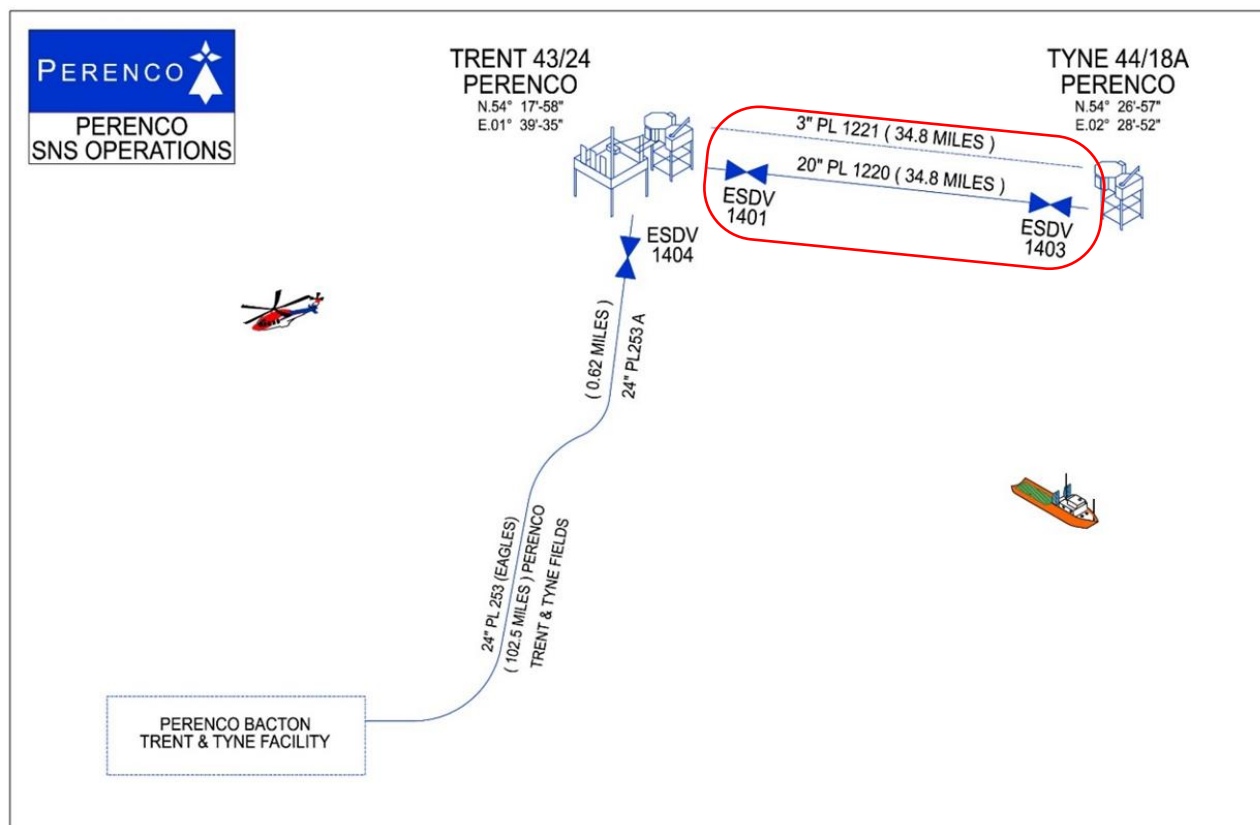 PERENCO
PERENCO
SNS OPERATIONS
TRENT 43/24
PERENCO
N.54° 17'-58"
E.01° 39'-35"
TYNE 44/18A
PERENCO
N.54° 26'-57"
E.02° 28'-52"
3" PL 1221 ( 34.8 MILES )
20" PL 1220 ( 34.8 MILES )
ESDV
1401
ESDV
1403
ESDV
1404
( 0.62 MILES )
24" PL253 A
24" PL 253 (EAGLES)
( 102.5 MILES ) PERENCO
TRENT & TYNE FIELDS
PERENCO BACTON
TRENT & TYNE FACILITY